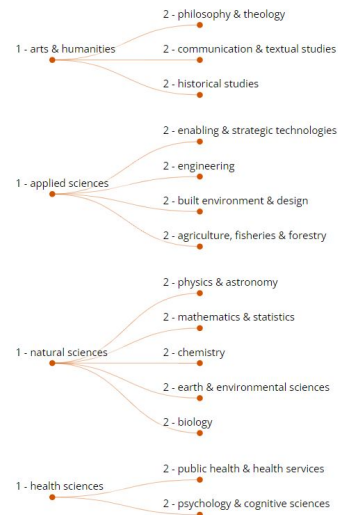 2 - philosophy & theology
1 - arts & humanities
2 - communication & textual studies
2 - historical studies
2 - enabling & strategic technologies
2 - engineering
1 - applied sciences
2 - built environment & design
2 - agriculture, fisheries & forestry
2 - physics & astronomy
2 - mathematics & statistics
1 - natural sciences
2 - chemistry
2 - earth & environmental sciences
2 - biology
2 - public health & health services
1 - health sciences
2 - psychology & cognitive sciences